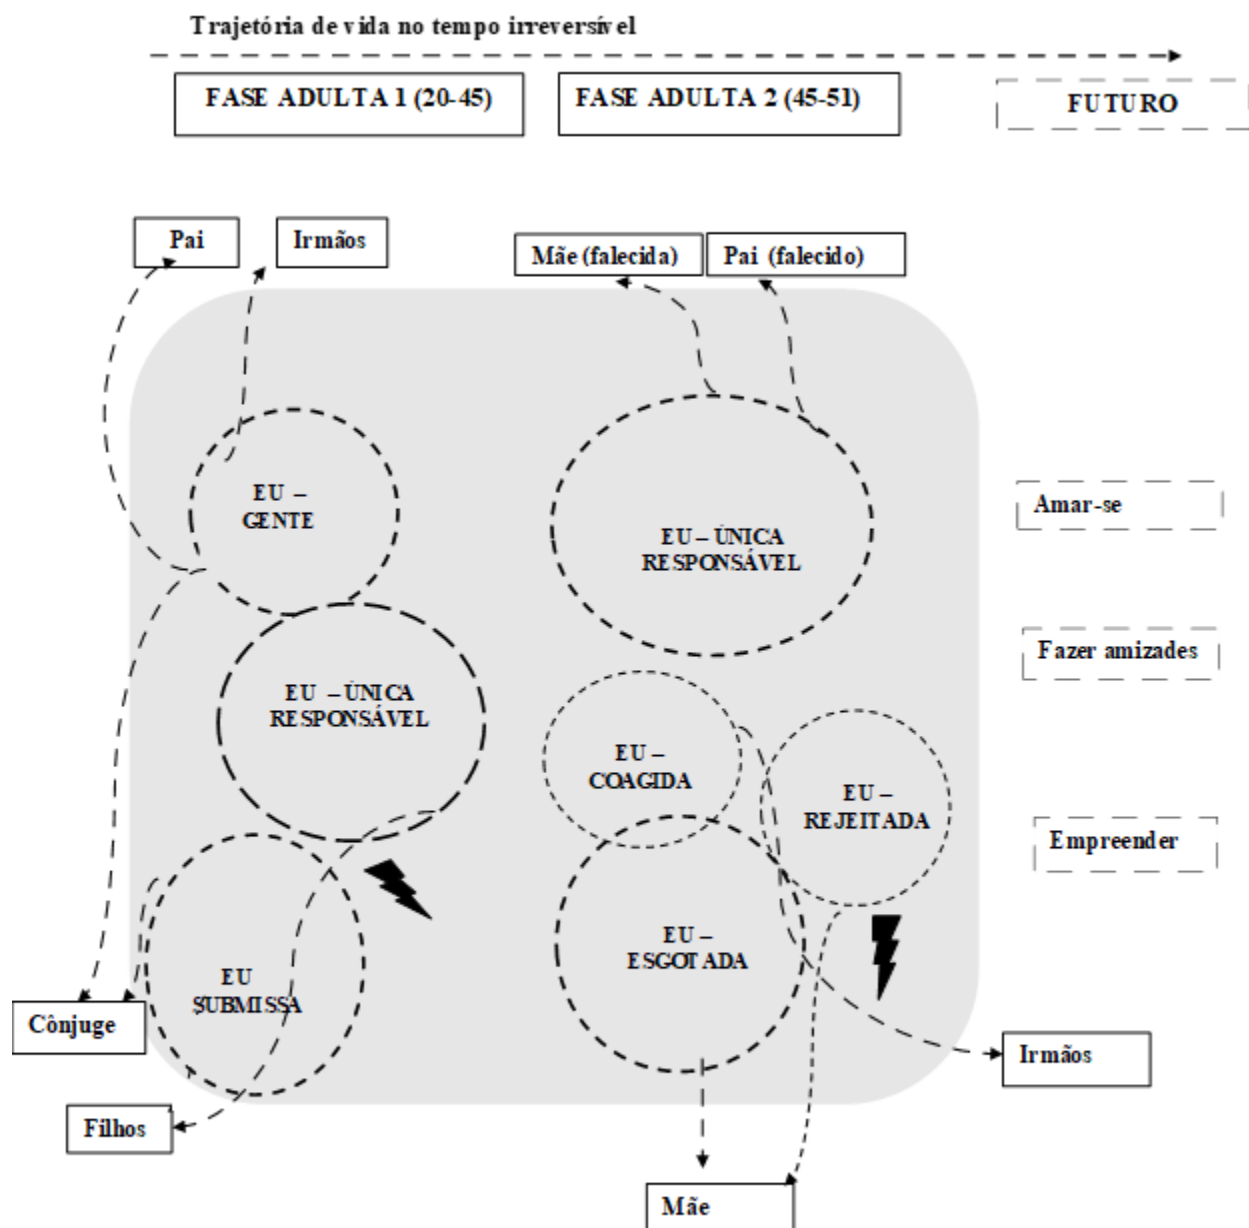 Trajetória de vida no tempo irreversível
FASE ADULTA 1 (20-45)
FASE ADULTA 2 (45-51)
FUTURO
Pai
Irmãos
Mãe (falecida)
Pai (falecido)
EU –
GENTE
EU – ÚNICA
RESPONSÁVEL
Amar-se
Fazer amizades
EU – ÚNICA
RESPONSÁVEL
EU –
COAGIDA
EU –
REJEITADA
Empreender
EU
SUBMISSA
EU –
ESGOTADA
Cônjuge
Irmãos
Filhos
Mãe